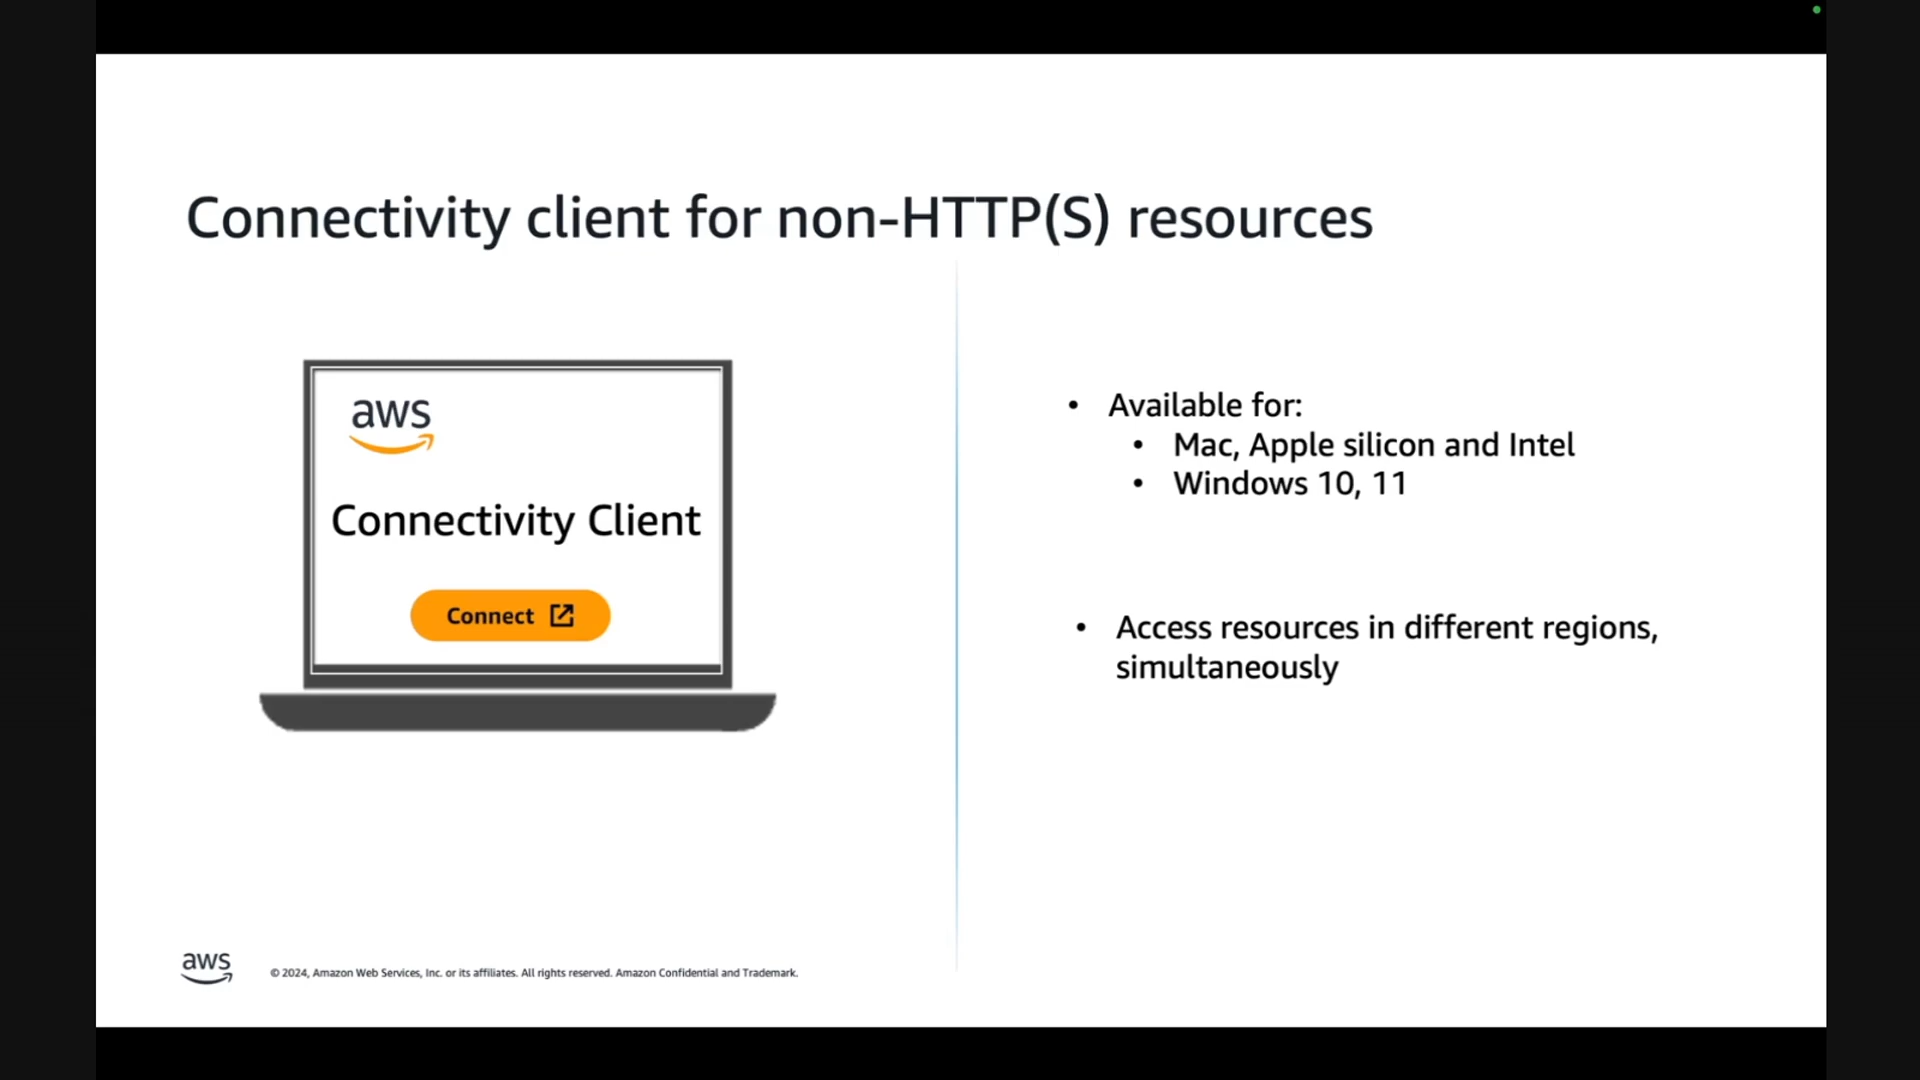 Connectivity client for non-HTTP(S) resources
aws
Connectivity Client
Connect
• Available for:
• Mac, Apple silicon and Intel
• Windows 10, 11
• Access resources in different regions,
simultaneously
aws
© 2024, Amazon Web Services, Inc. or its affiliates. All rights reserved. Amazon Confidential and Trademark.